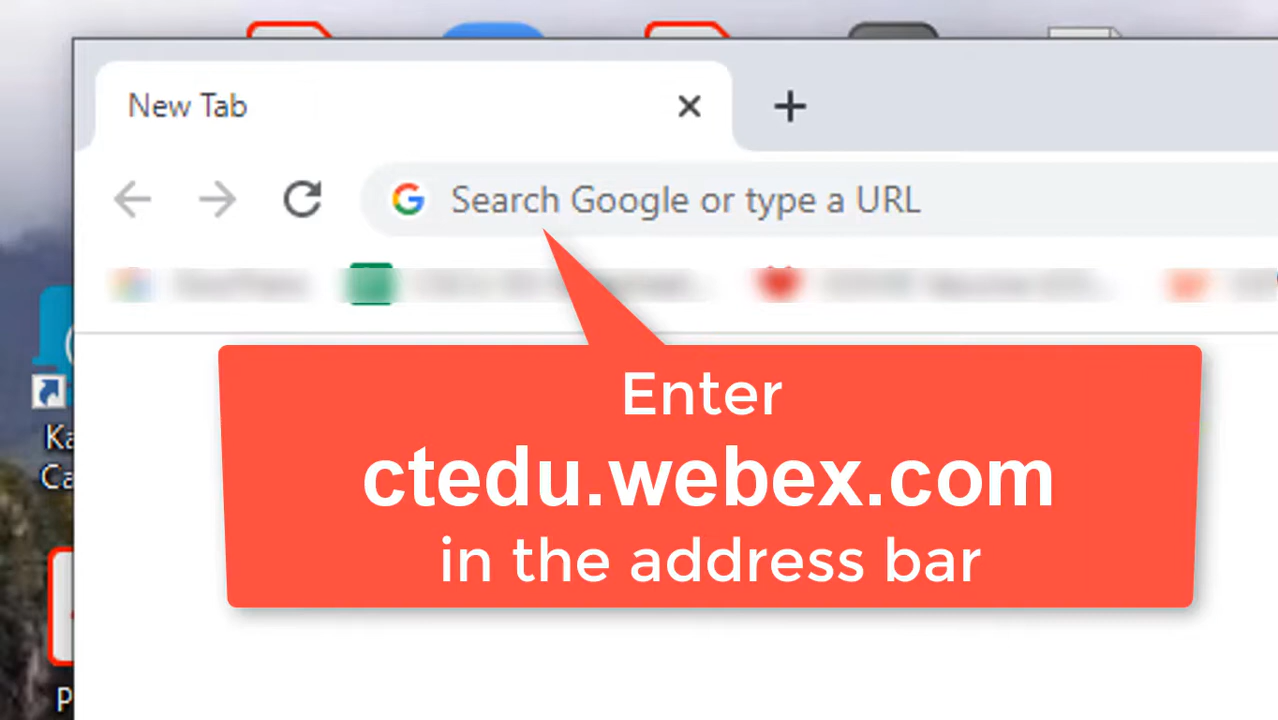 New Tab
Search Google or type a URL
Enter
ctedu.webex.com
in the address bar